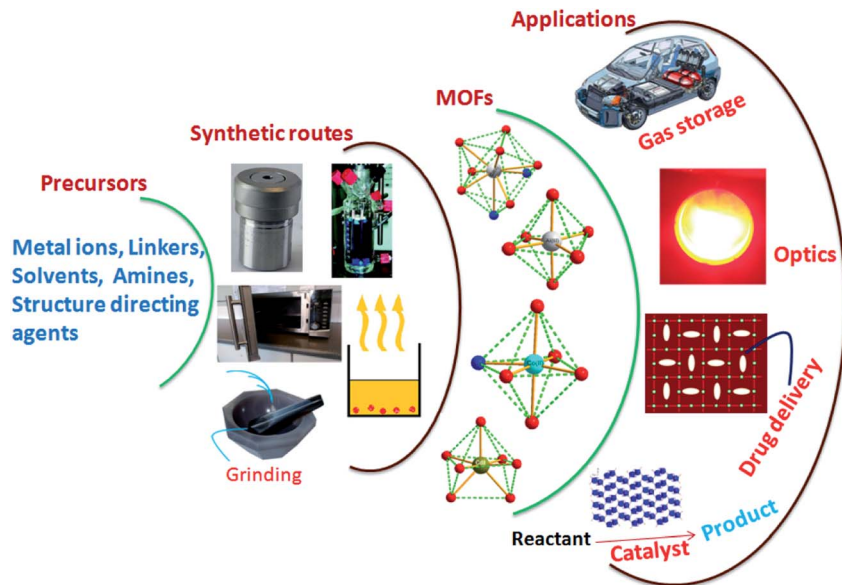 Applications
MOFs
Gas storage
Synthetic routes
Precursors
Metal ions, Linkers,
Solvents, Amines,
Structure directing
agents
Optics
Grinding
Drug delivery
Reactant
Catalyst
Product